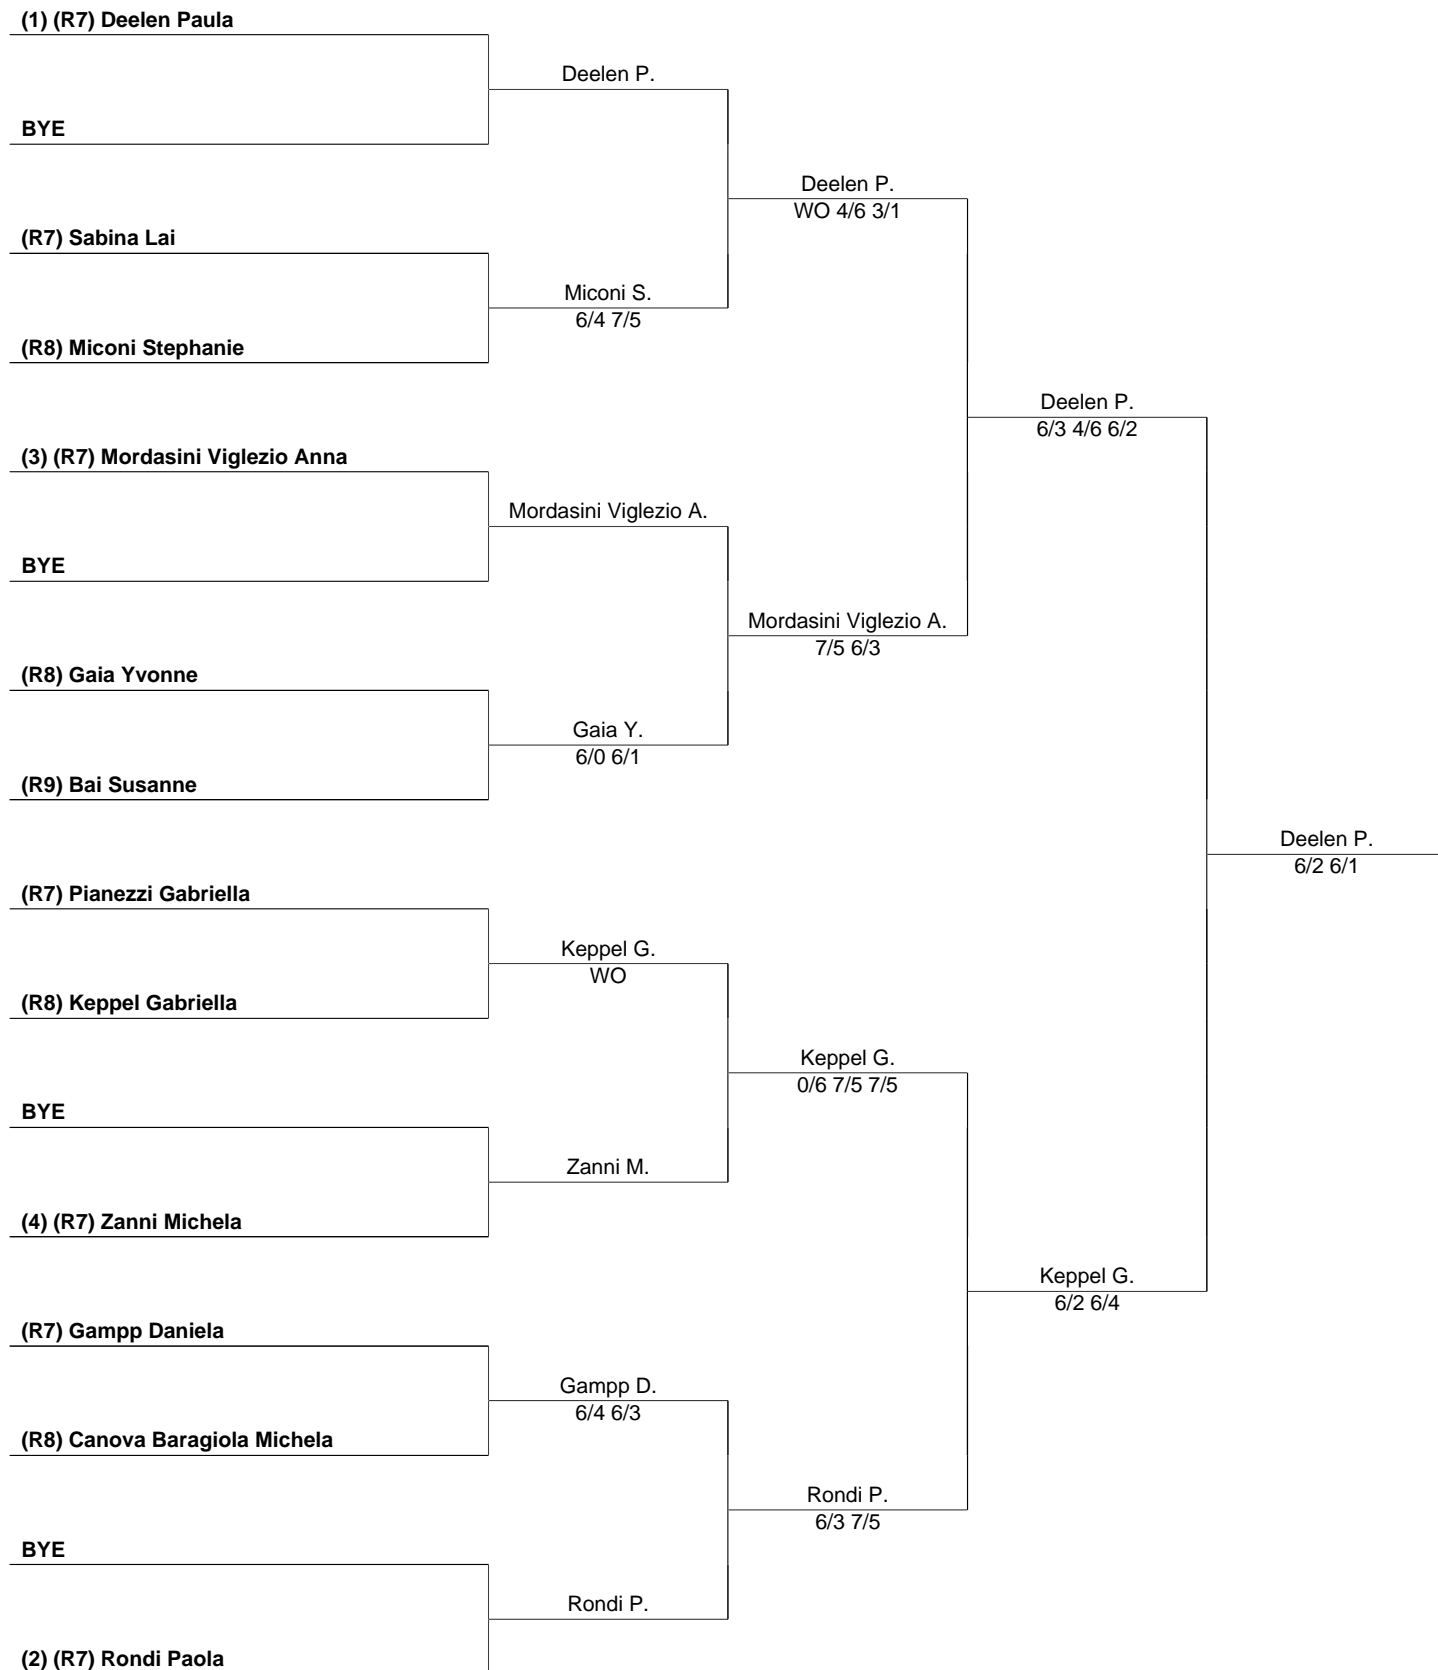 (1) (R7) Deelen Paula
Deelen P.
BYE
Deelen P.
WO 4/6 3/1
(R7) Sabina Lai
Miconi S.
6/4 7/5
(R8) Miconi Stephanie
Deelen P.
6/3 4/6 6/2
(3) (R7) Mordasini Viglezio Anna
Mordasini Viglezio A.
BYE
Mordasini Viglezio A.
7/5 6/3
(R8) Gaia Yvonne
Gaia Y.
6/0 6/1
(R9) Bai Susanne
Deelen P.
6/2 6/1
(R7) Pianezzi Gabriella
Keppel G.
WO
(R8) Keppel Gabriella
Keppel G.
0/6 7/5 7/5
BYE
Zanni M.
(4) (R7) Zanni Michela
Keppel G.
6/2 6/4
(R7) Gampp Daniela
Gampp D.
6/4 6/3
(R8) Canova Baragiola Michela
Rondi P.
6/3 7/5
BYE
Rondi P.
(2) (R7) Rondi Paola